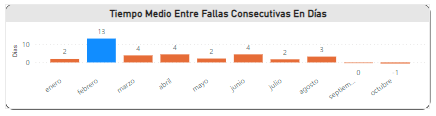 Tiempo Medio Entre Fallas Consecutivas En Días
Días
10
0
2
13
4
4
2
4
2
3
0
1
enero
febrero
marzo
abril
mayo
junio
julio
agosto
septiem...
octubre